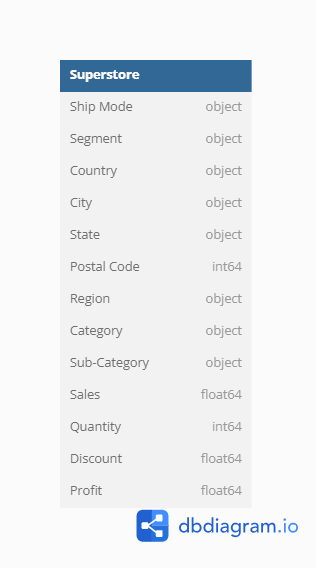 Superstore
Ship Mode object
Segment object
Country object
City object
State object
Postal Code int64
Region object
Category object
Sub-Category object
Sales float64
Quantity int64
Discount float64
Profit float64
dbdiagram.io